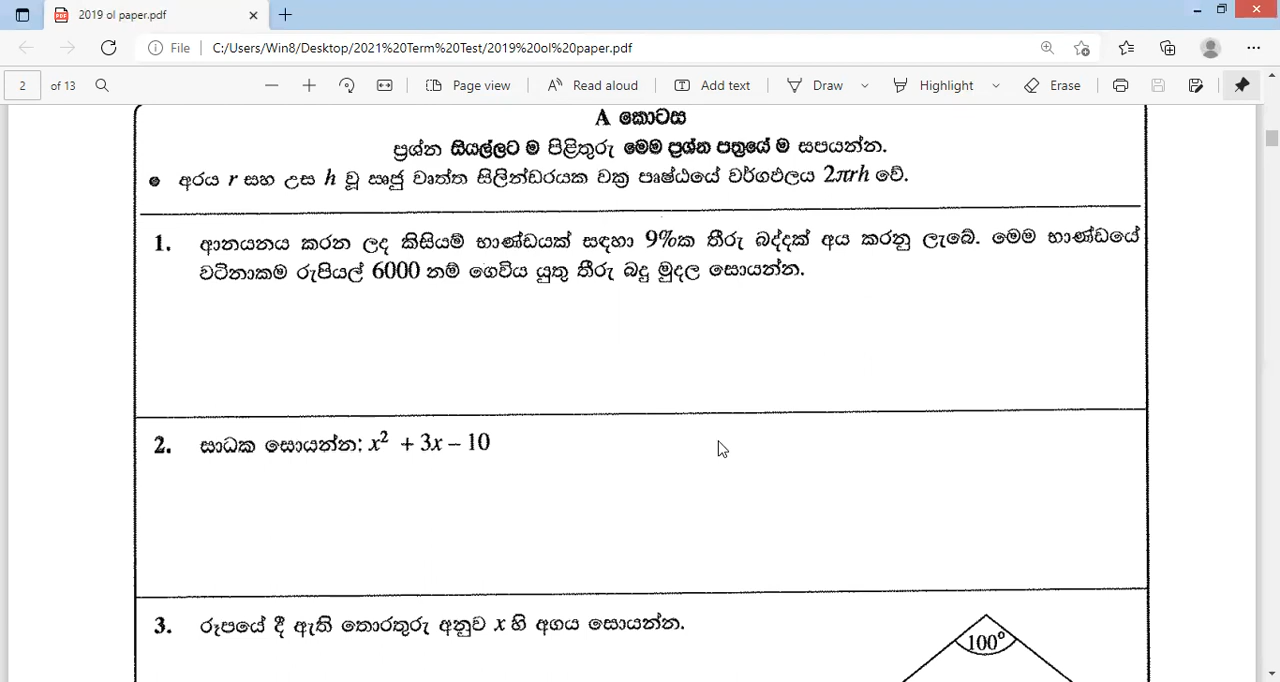 2019 ol paper.pdf
File C:/Users/Win8/Desktop/2021%20Term%20Test/2019%20ol%20paper.pdf
2 of 13 Page view Read aloud Add text Draw Highlight Erase
A කොටස
ප්‍රශ්න සියල්ලට ම පිළිතුරු මෙම ප්‍රශ්න පත්‍රයේ ම සපයන්න.
● අරය r සහ උස h වූ ඍජු වෘත්ත සිලින්ඩරයක වක්‍ර පෘෂ්ඨයේ වර්ගඵලය 2πrh වේ.
1. ආනයනය කරන ලද කිසියම් භාණ්ඩයක් සඳහා 9%ක තීරු බද්දක් අය කරනු ලැබේ. මෙම භාණ්ඩයේ
වටිනාකම රුපියල් 6000 නම් ගෙවිය යුතු තීරු බදු මුදල සොයන්න.
2. සාධක සොයන්න: x² + 3x – 10
3. රූපයේ දී ඇති තොරතුරු අනුව x හි අගය සොයන්න.
100°